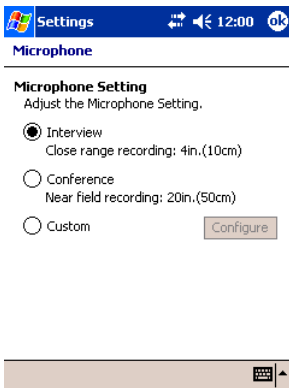 Settings 12:00 ok
Microphone
Microphone Setting
Adjust the Microphone Setting.
Interview
Close range recording: 4in.(10cm)
Conference
Near field recording: 20in.(50cm)
Custom Configure